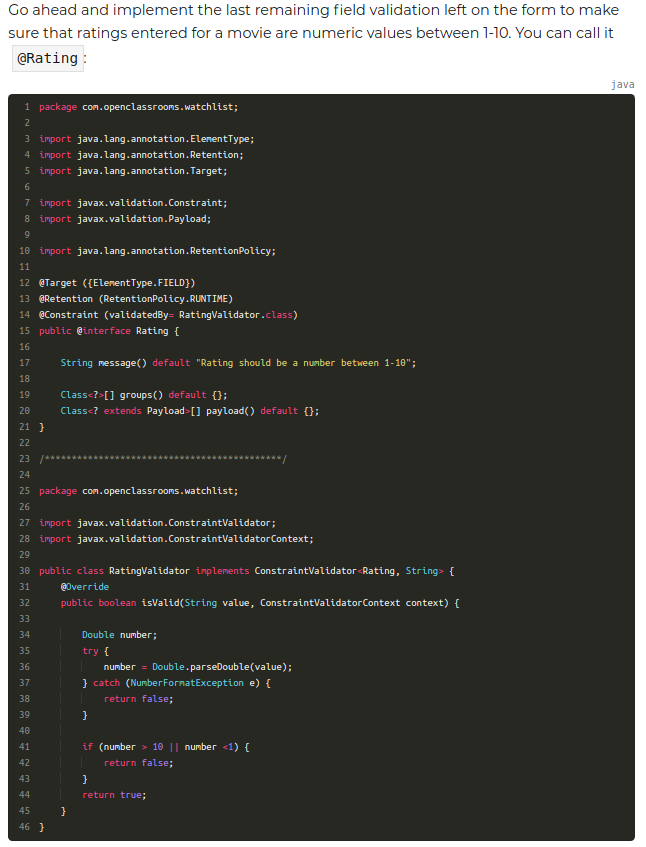 Go ahead and implement the last remaining field validation left on the form to make
sure that ratings entered for a movie are numeric values between 1-10. You can call it
@Rating :
java
1 package com.openclassrooms.watchlist;
2
3 import java.lang.annotation.ElementType;
4 import java.lang.annotation.Retention;
5 import java.lang.annotation.Target;
6
7 import javax.validation.Constraint;
8 import javax.validation.Payload;
9
10 import java.lang.annotation.RetentionPolicy;
11
12 @Target ({ElementType.FIELD})
13 @Retention (RetentionPolicy.RUNTIME)
14 @Constraint (validatedBy= RatingValidator.class)
15 public @interface Rating {
16
17     String message() default "Rating should be a number between 1-10";
18
19     Class<?>[] groups() default {};
20     Class<? extends Payload>[] payload() default {};
21 }
22
23 /*********************************************/
24
25 package com.openclassrooms.watchlist;
26
27 import javax.validation.ConstraintValidator;
28 import javax.validation.ConstraintValidatorContext;
29
30 public class RatingValidator implements ConstraintValidator<Rating, String> {
31     @Override
32     public boolean isValid(String value, ConstraintValidatorContext context) {
33
34         Double number;
35         try {
36             number = Double.parseDouble(value);
37         } catch (NumberFormatException e) {
38             return false;
39         }
40
41         if (number > 10 || number <1) {
42             return false;
43         }
44         return true;
45     }
46 }